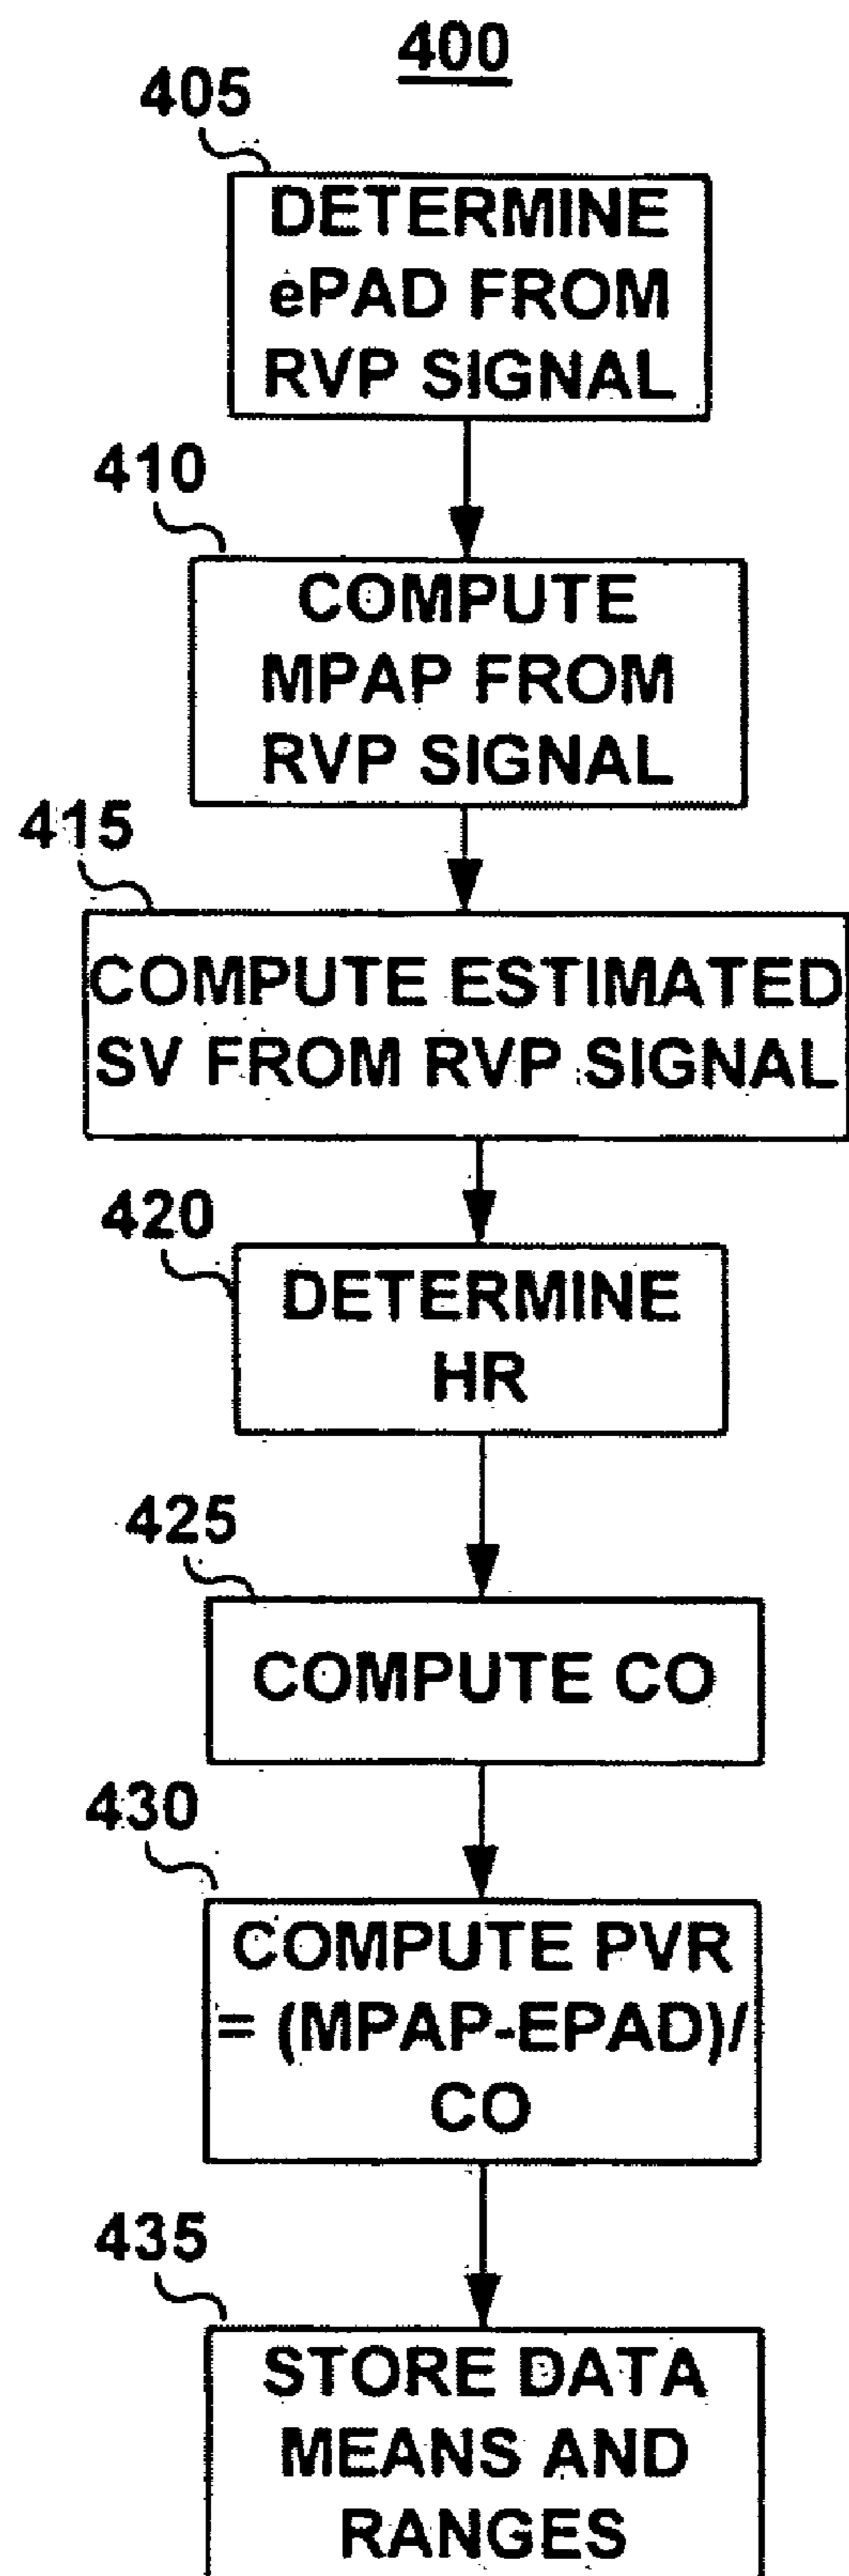 400
405
DETERMINE
ePAD FROM
RVP SIGNAL
410
COMPUTE
MPAP FROM
RVP SIGNAL
415
COMPUTE ESTIMATED
SV FROM RVP SIGNAL
420
DETERMINE
HR
425
COMPUTE CO
430
COMPUTE PVR
= (MPAP-EPAD)/
CO
435
STORE DATA
MEANS AND
RANGES